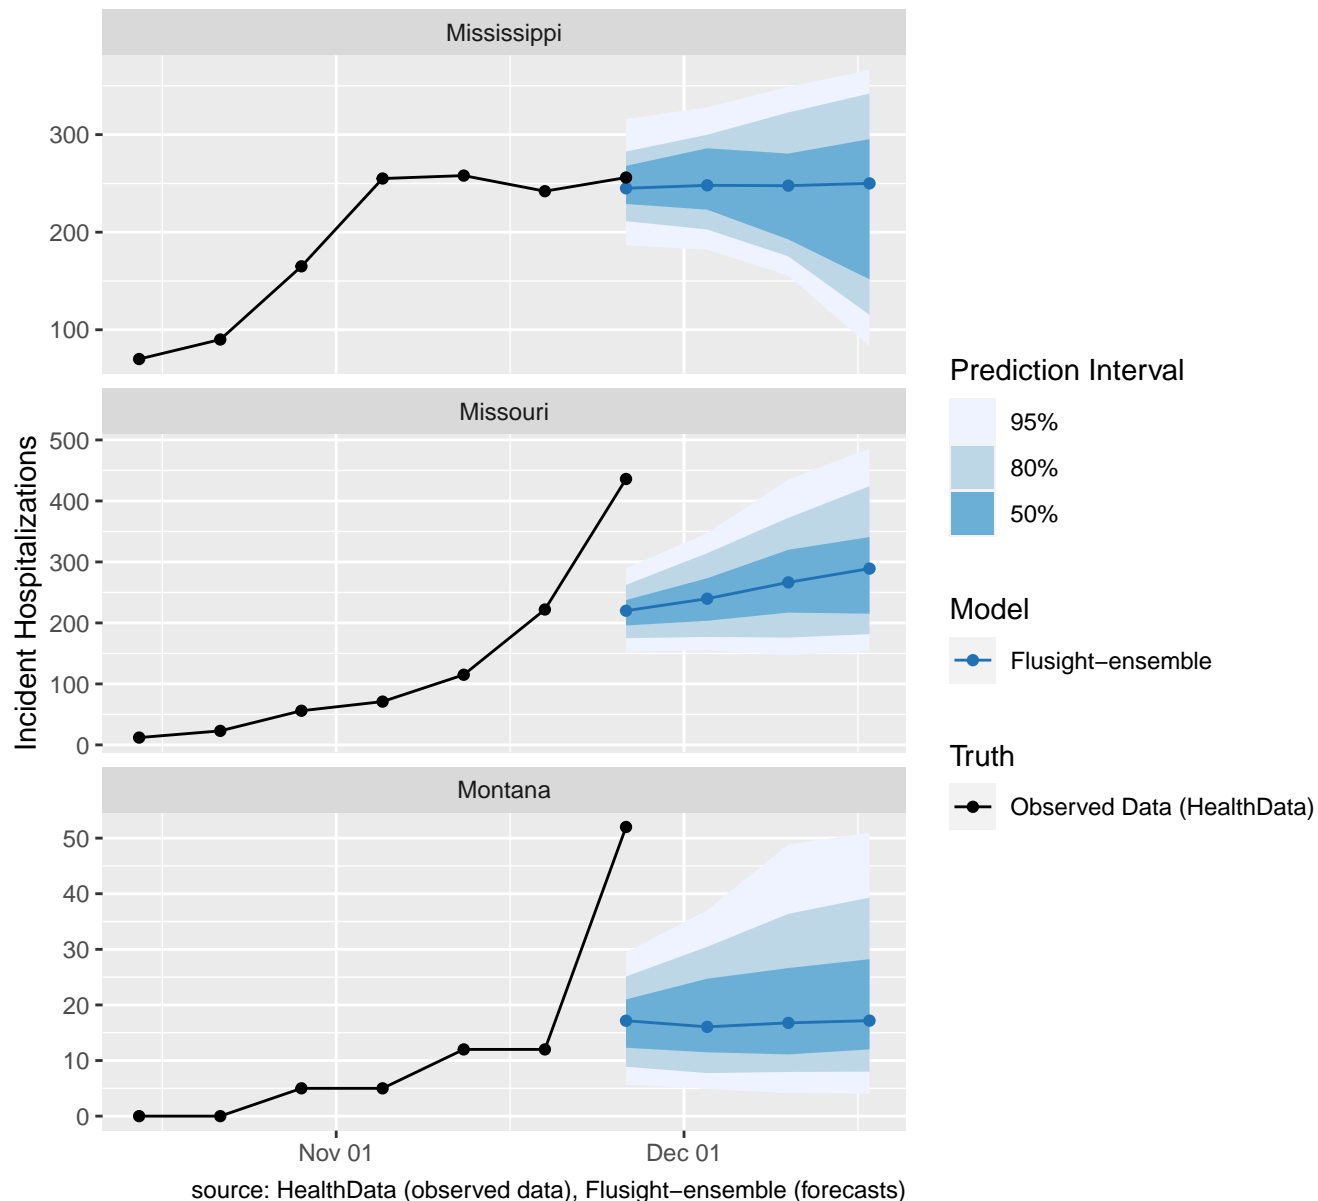 Mississippi
300
200
100
Missouri
500
400
300
200
100
0
Montana
50
40
30
20
10
0
Nov 01
Dec 01
Incident Hospitalizations
source: HealthData (observed data), Flusight−ensemble (forecasts)
Prediction Interval
95%
80%
50%
Model
Flusight−ensemble
Truth
Observed Data (HealthData)